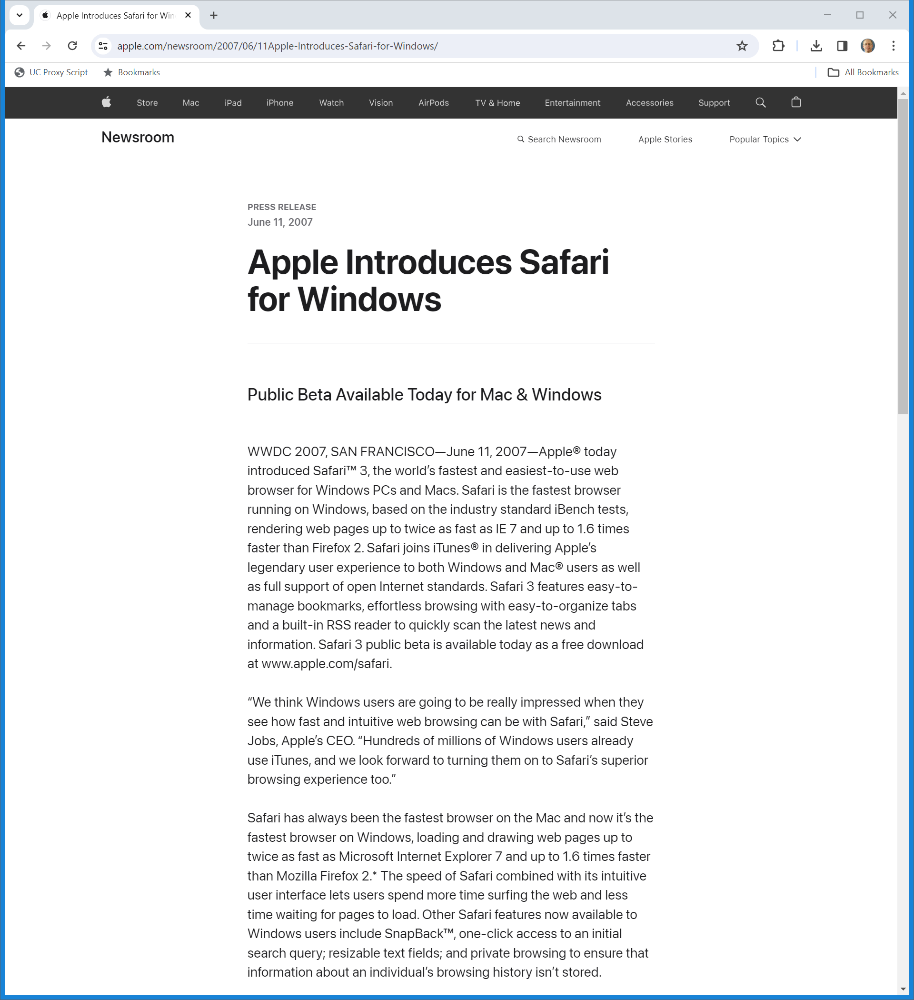 Apple Introduces Safari for Win
apple.com/newsroom/2007/06/11Apple-Introduces-Safari-for-Windows/
UC Proxy Script Bookmarks All Bookmarks
Store Mac iPad iPhone Watch Vision AirPods TV & Home Entertainment Accessories Support
Newsroom Search Newsroom Apple Stories Popular Topics
PRESS RELEASE
June 11, 2007
Apple Introduces Safari
for Windows
Public Beta Available Today for Mac & Windows
WWDC 2007, SAN FRANCISCO—June 11, 2007—Apple® today
introduced Safari™ 3, the world’s fastest and easiest-to-use web
browser for Windows PCs and Macs. Safari is the fastest browser
running on Windows, based on the industry standard iBench tests,
rendering web pages up to twice as fast as IE 7 and up to 1.6 times
faster than Firefox 2. Safari joins iTunes® in delivering Apple’s
legendary user experience to both Windows and Mac® users as well
as full support of open Internet standards. Safari 3 features easy-to-
manage bookmarks, effortless browsing with easy-to-organize tabs
and a built-in RSS reader to quickly scan the latest news and
information. Safari 3 public beta is available today as a free download
at www.apple.com/safari.
“We think Windows users are going to be really impressed when they
see how fast and intuitive web browsing can be with Safari,” said Steve
Jobs, Apple’s CEO. “Hundreds of millions of Windows users already
use iTunes, and we look forward to turning them on to Safari’s superior
browsing experience too.”
Safari has always been the fastest browser on the Mac and now it’s the
fastest browser on Windows, loading and drawing web pages up to
twice as fast as Microsoft Internet Explorer 7 and up to 1.6 times faster
than Mozilla Firefox 2.* The speed of Safari combined with its intuitive
user interface lets users spend more time surfing the web and less
time waiting for pages to load. Other Safari features now available to
Windows users include SnapBack™, one-click access to an initial
search query; resizable text fields; and private browsing to ensure that
information about an individual’s browsing history isn’t stored.